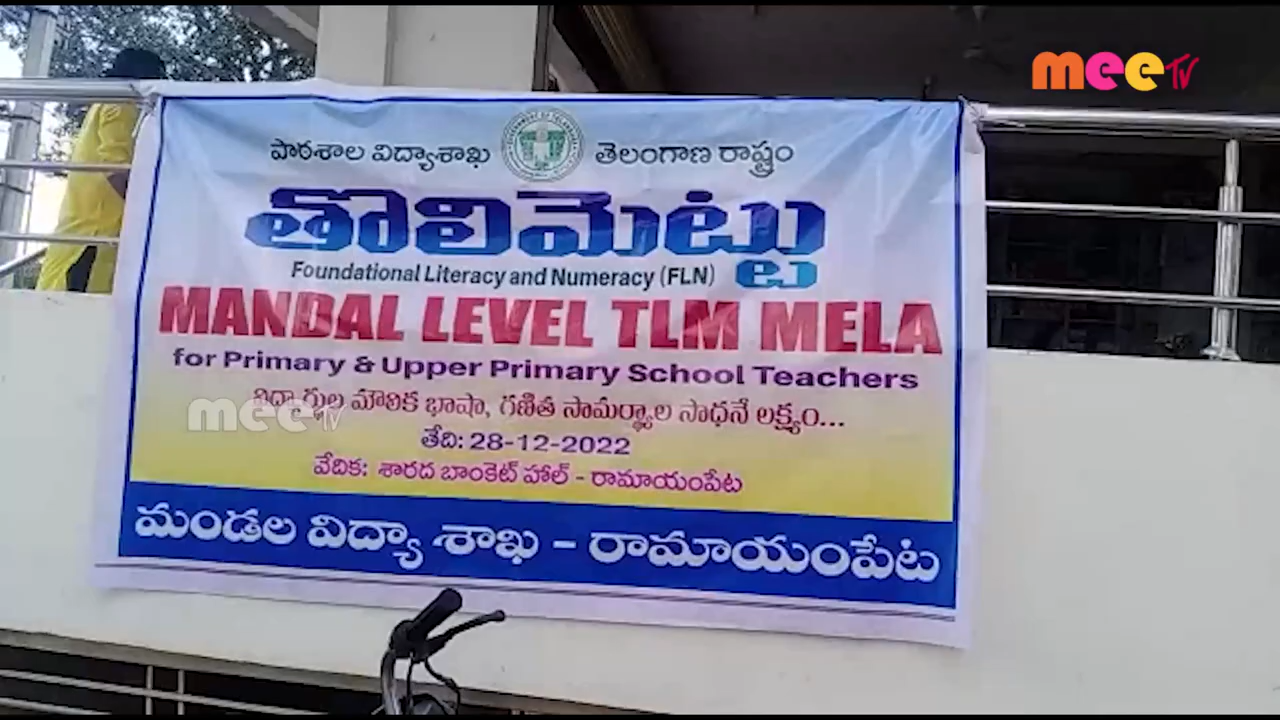 meeTV
పాఠశాల విద్యాశాఖ తెలంగాణ రాష్ట్రం
తొలిమెట్టు
Foundational Literacy and Numeracy (FLN)
MANDAL LEVEL TLM MELA
for Primary & Upper Primary School Teachers
విద్యార్థుల మౌళిక భాషా, గణిత సామర్థ్యాల సాధనే లక్ష్యం...
meeTV
తేది: 28-12-2022
వేదిక: శారద బాంకెట్ హాల్ - రామాయంపేట
మండల విద్యా శాఖ - రామాయంపేట